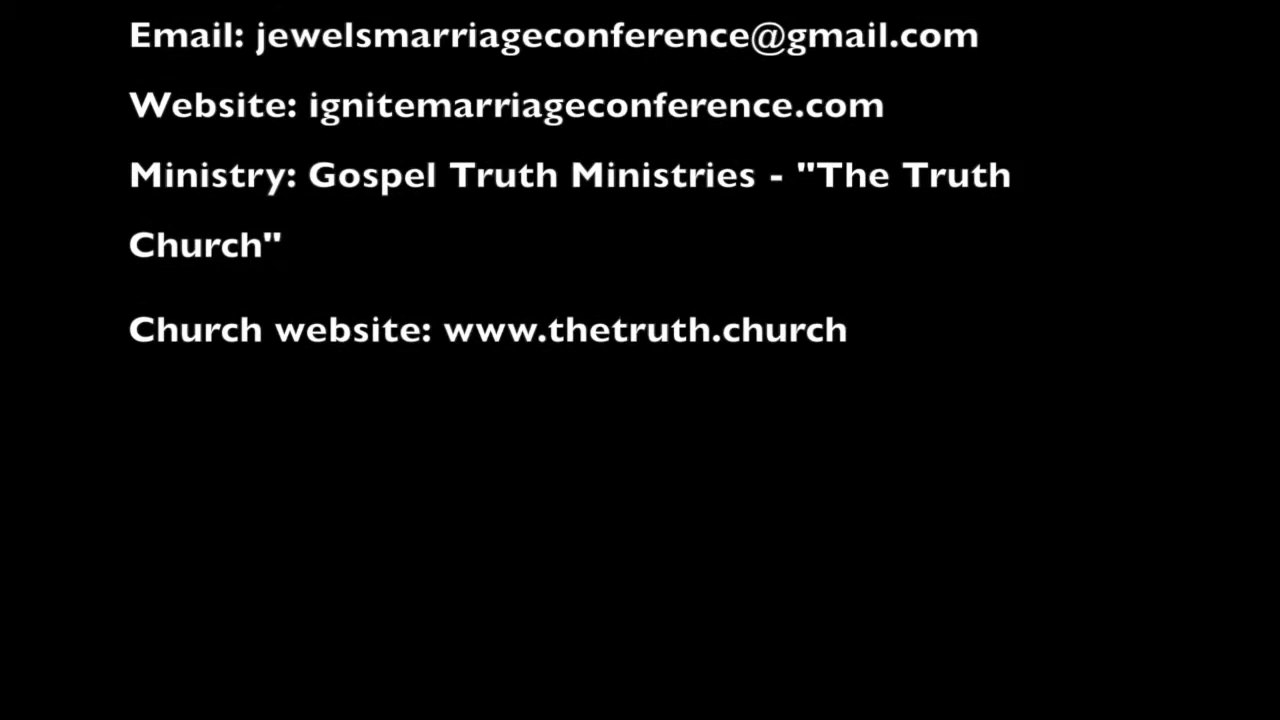 Email: jewelsmarriageconference@gmail.com
Website: ignitemarriageconference.com
Ministry: Gospel Truth Ministries - "The Truth
Church"
Church website: www.thetruth.church